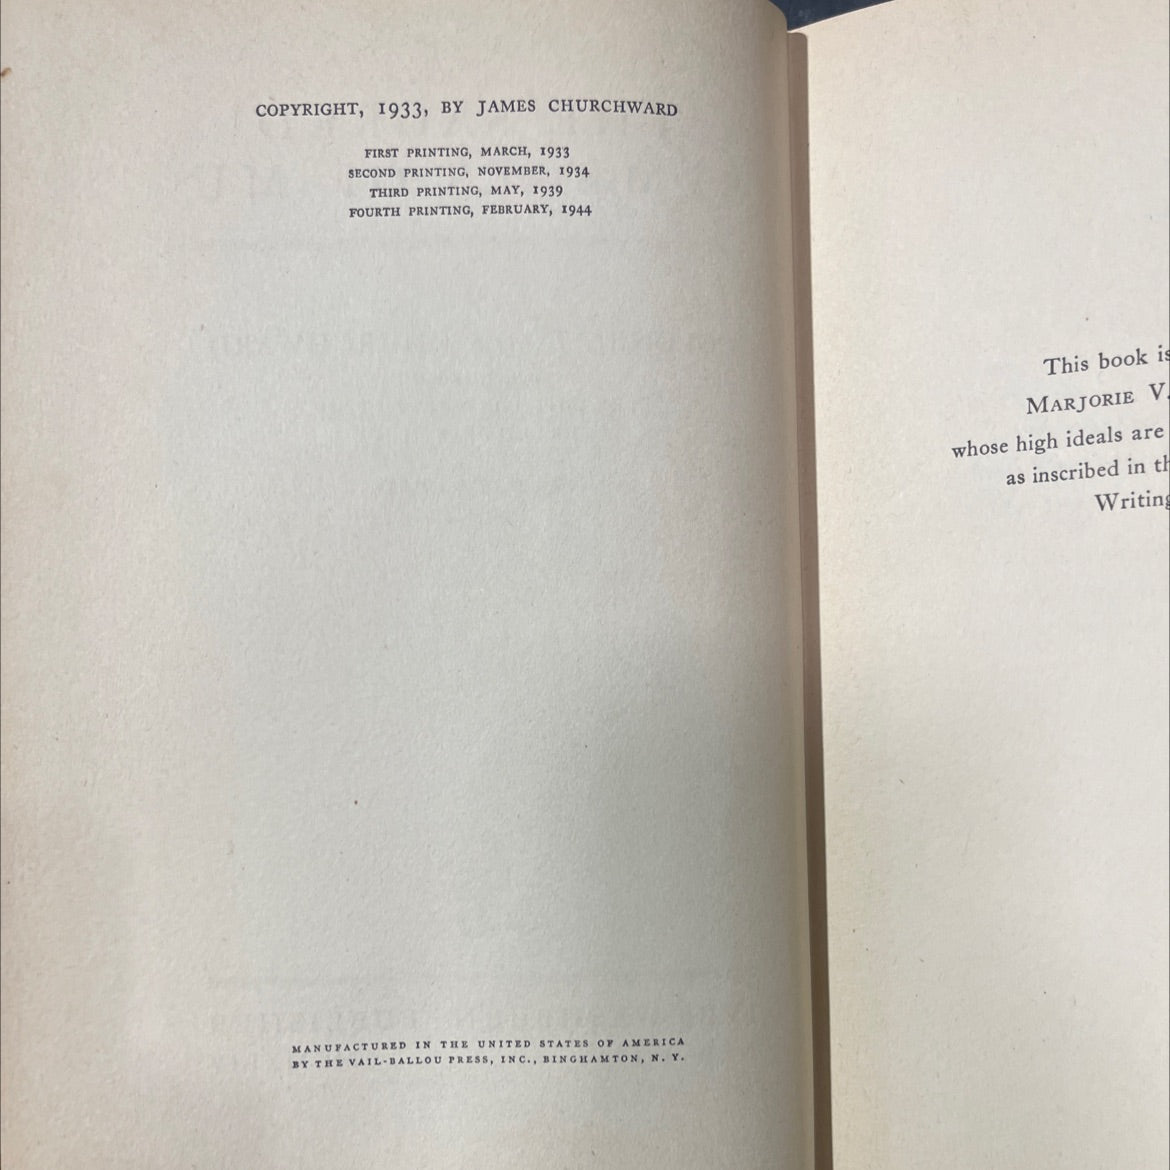 COPYRIGHT, 1933, BY JAMES CHURCHWARD
FIRST PRINTING, MARCH, 1933
SECOND PRINTING, NOVEMBER, 1934
THIRD PRINTING, MAY, 1939
FOURTH PRINTING, FEBRUARY, 1944
MANUFACTURED IN THE UNITED STATES OF AMERICA
BY THE VAIL-BALLOU PRESS, INC., BINGHAMTON, N. Y.
This book is
MARJORIE V.
whose high ideals are
as inscribed in th
Writing